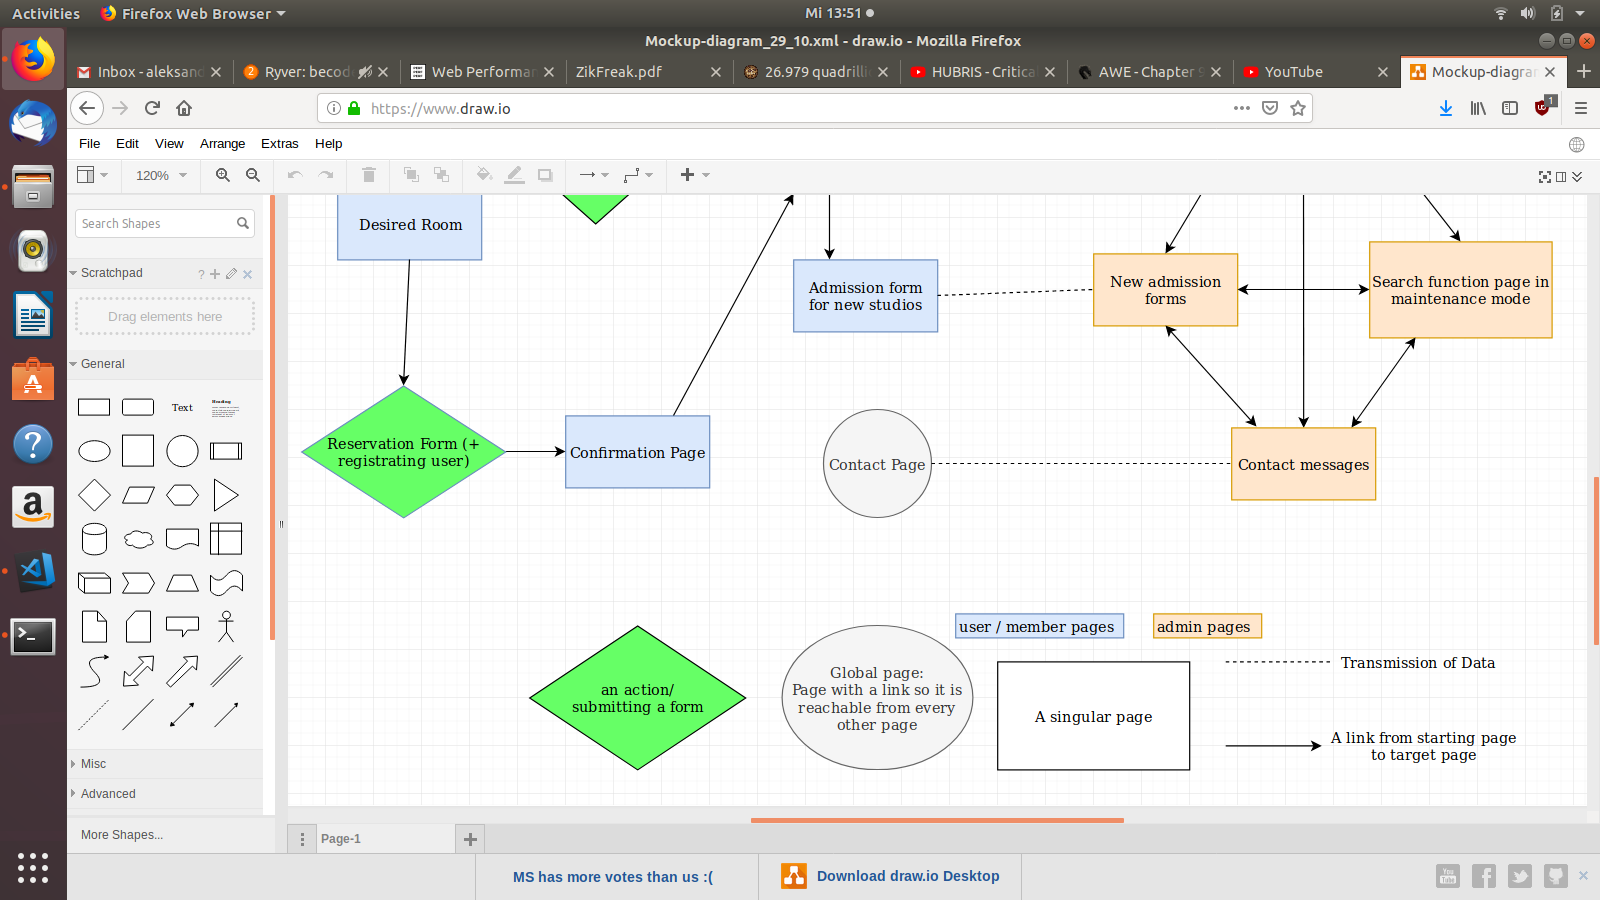 Activities
Firefox Web Browser
Mi 13:51
Mockup-diagram_29_10.xml - draw.io - Mozilla Firefox
Inbox - aleksand
Ryver: becod
Web Performan
ZikFreak.pdf
26.979 quadrilli
HUBRIS - Critica
AWE - Chapter 9
YouTube
Mockup-diagran
https://www.draw.io
1
File
Edit
View
Arrange
Extras
Help
120%
Search Shapes
Scratchpad
?
Drag elements here
General
Text
Heading
Misc
Advanced
More Shapes...
Desired Room
Admission form
for new studios
New admission
forms
Search function page in
maintenance mode
Reservation Form (+
registrating user)
Confirmation Page
Contact Page
Contact messages
user / member pages
admin pages
an action/
submitting a form
Global page:
Page with a link so it is
reachable from every
other page
A singular page
Transmission of Data
A link from starting page
to target page
Page-1
MS has more votes than us :(
Download draw.io Desktop
You
Tube